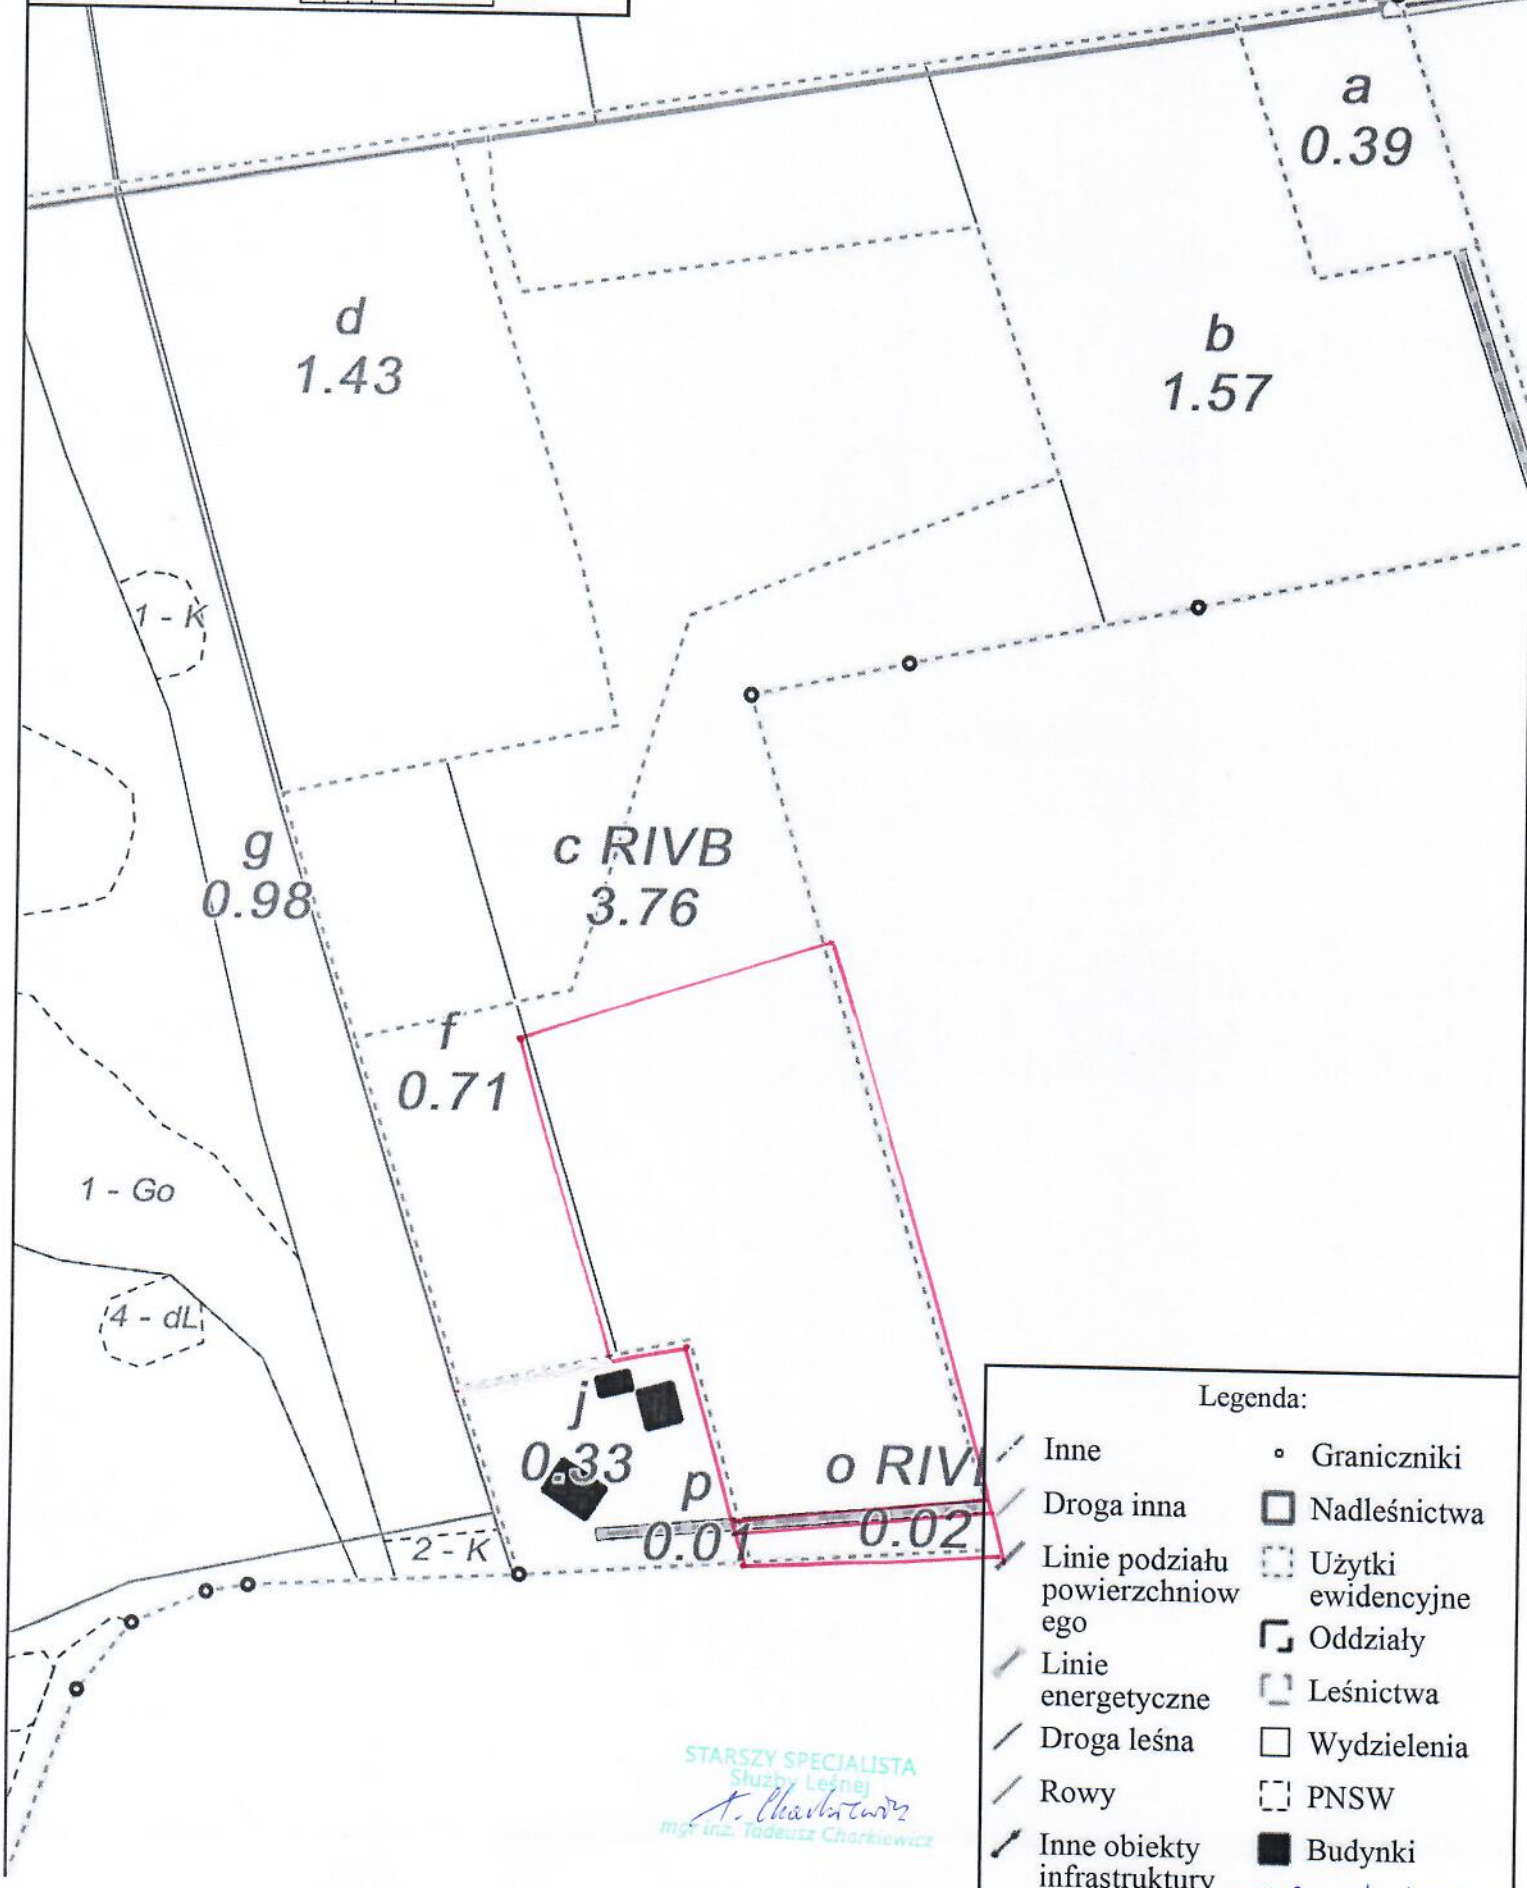 a
0.39
d
1.43
b
1.57
1 - K
g
0.98
c RIVB
3.76
f
0.71
1 - Go
4 - dL
j
0.33
p
0.01
o RIV
0.02
2 - K
Legenda:
Inne
Droga inna
Linie podziału
powierzchniow
ego
Linie
energetyczne
Droga leśna
Rowy
Inne obiekty
infrastruktury
Graniczniki
Nadleśnictwa
Użytki
ewidencyjne
Oddziały
Leśnictwa
Wydzielenia
PNSW
Budynki
STARSZY SPECJALISTA
Służby Leśnej
mgr inż. Tadeusz Charkiewicz